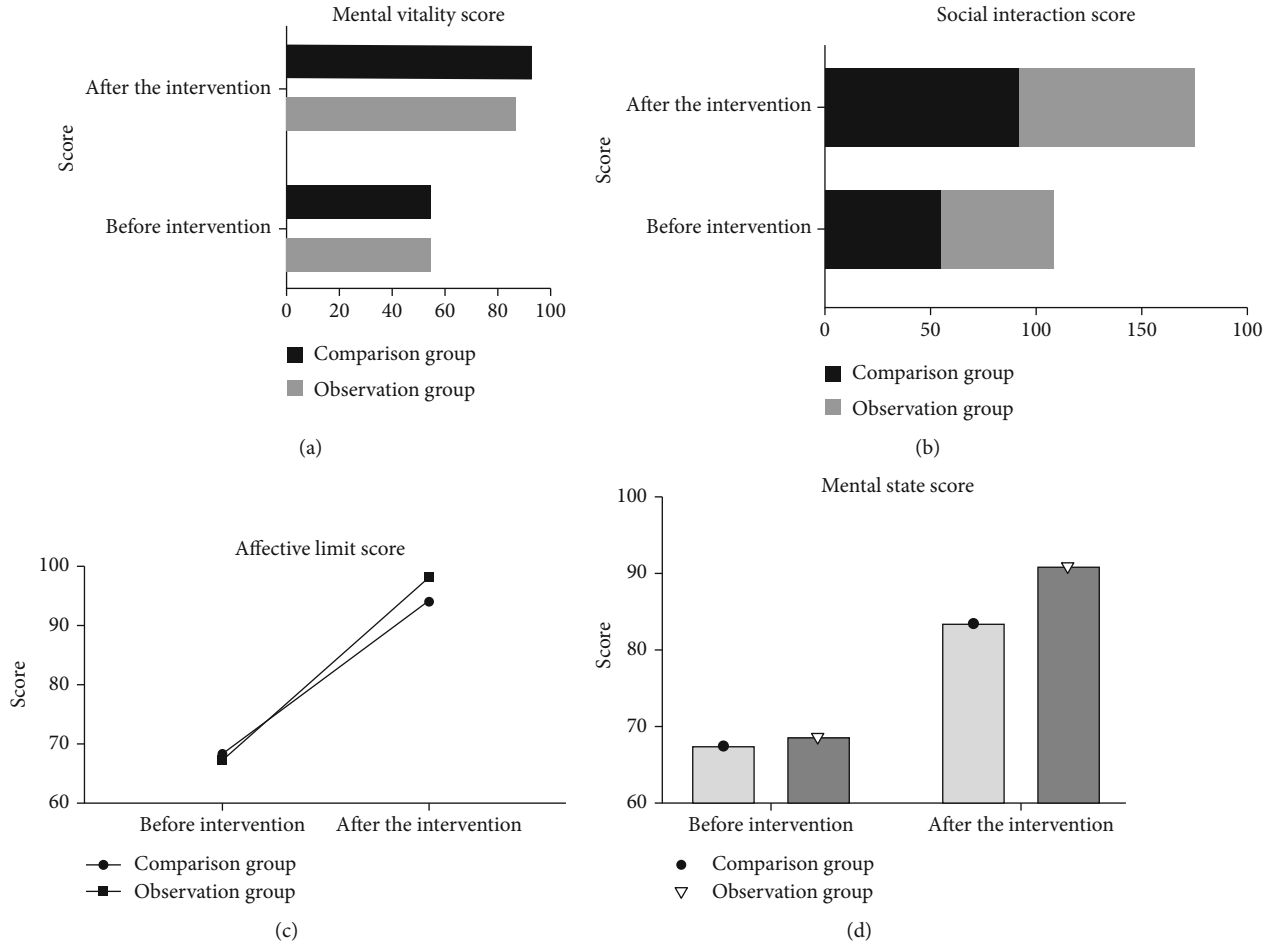 Mental vitality score
After the intervention
Before intervention
Score
0 20 40 60 80 100
Comparison group
Observation group
(a)
Social interaction score
After the intervention
Before intervention
Score
0 50 100 150 100
Comparison group
Observation group
(b)
Affective limit score
100
90
80
70
60
Score
Before intervention After the intervention
Comparison group
Observation group
(c)
Mental state score
100
90
80
70
60
Score
Before intervention After the intervention
Comparison group
Observation group
(d)